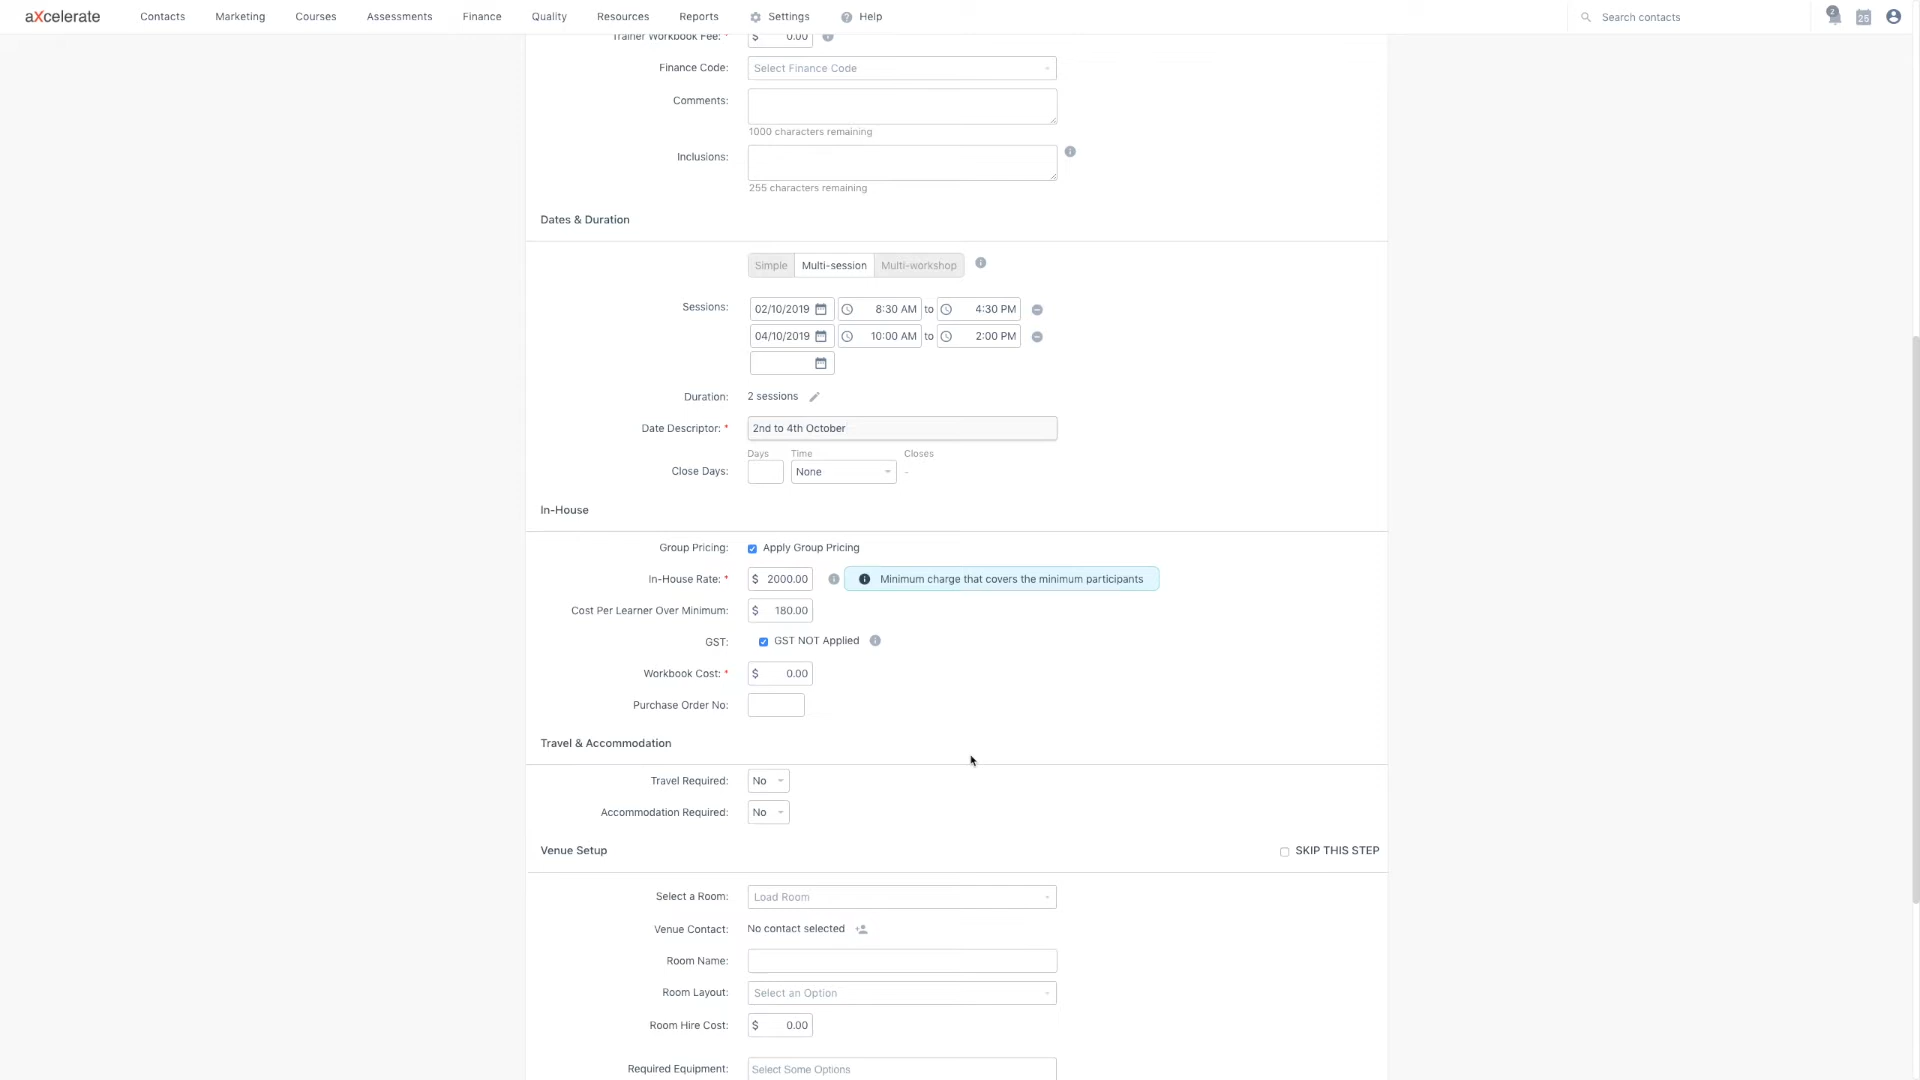 aXcelerate Contacts Marketing Courses Assessments Finance Quality Resources Reports Settings Help Search contacts 2 25
Trainer Workbook Fee: * $ 0.00
Finance Code: Select Finance Code
Comments:
1000 characters remaining
Inclusions:
255 characters remaining
Dates & Duration
Simple Multi-session Multi-workshop
Sessions: 02/10/2019 8:30 AM to 4:30 PM
04/10/2019 10:00 AM to 2:00 PM
Duration: 2 sessions
Date Descriptor: * 2nd to 4th October
Days Time Closes
Close Days: None -
In-House
Group Pricing: Apply Group Pricing
In-House Rate: * $ 2000.00 Minimum charge that covers the minimum participants
Cost Per Learner Over Minimum: $ 180.00
GST: GST NOT Applied
Workbook Cost: * $ 0.00
Purchase Order No:
Travel & Accommodation
Travel Required: No
Accommodation Required: No
Venue Setup SKIP THIS STEP
Select a Room: Load Room
Venue Contact: No contact selected
Room Name:
Room Layout: Select an Option
Room Hire Cost: $ 0.00
Required Equipment: Select Some Options